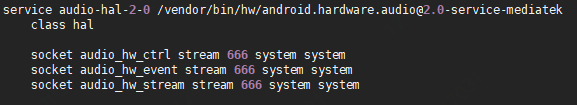 service audio-hal-2-0 /vendor/bin/hw/android.hardware.audio@2.0-service-mediatek
    class hal

    socket audio_hw_ctrl stream 666 system system
    socket audio_hw_event stream 666 system system
    socket audio_hw_stream stream 666 system system